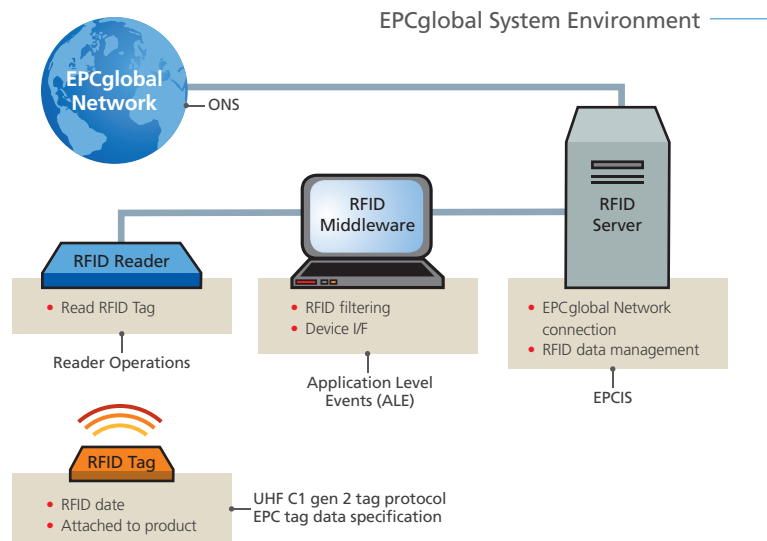 EPCglobal System Environment
EPCglobal
Network
ONS
RFID
Middleware
RFID
Server
RFID Reader
• Read RFID Tag
• RFID filtering
• Device I/F
• EPCglobal Network
connection
• RFID data management
Reader Operations
Application Level
Events (ALE)
EPCIS
RFID Tag
• RFID date
• Attached to product
UHF C1 gen 2 tag protocol
EPC tag data specification